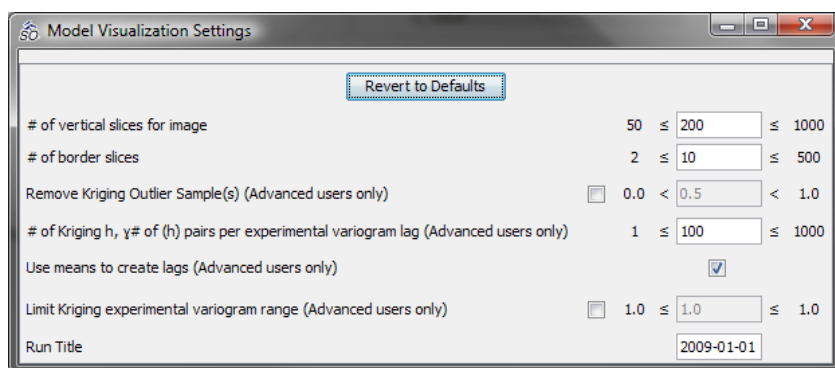 Model Visualization Settings
Revert to Defaults
# of vertical slices for image 50 ≤ 200 ≤ 1000
# of border slices 2 ≤ 10 ≤ 500
Remove Kriging Outlier Sample(s) (Advanced users only) 0.0 < 0.5 < 1.0
# of Kriging h, γ# of (h) pairs per experimental variogram lag (Advanced users only) 1 ≤ 100 ≤ 1000
Use means to create lags (Advanced users only)
Limit Kriging experimental variogram range (Advanced users only) 1.0 ≤ 1.0 ≤ 1.0
Run Title 2009-01-01